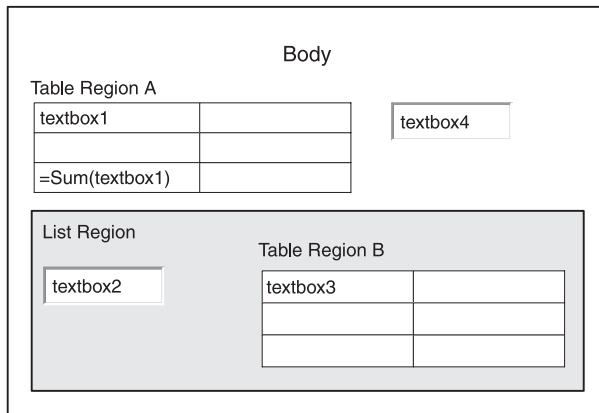 Body
Table Region A
textbox1
textbox4
=Sum(textbox1)
List Region
Table Region B
textbox2
textbox3